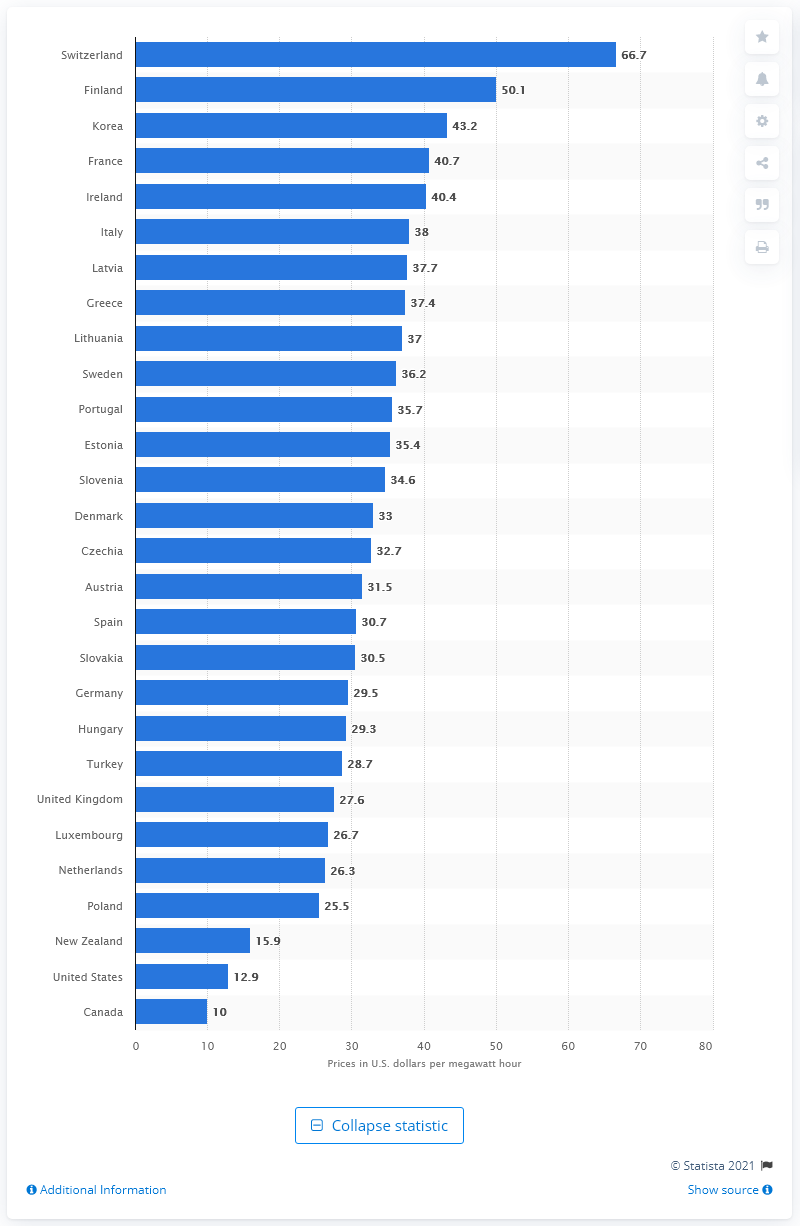 Switzerland 66.7
Finland 50.1
Korea 43.2
France 40.7
Ireland 40.4
Italy 38
Latvia 37.7
Greece 37.4
Lithuania 37
Sweden 36.2
Portugal 35.7
Estonia 35.4
Slovenia 34.6
Denmark 33
Czechia 32.7
Austria 31.5
Spain 30.7
Slovakia 30.5
Germany 29.5
Hungary 29.3
Turkey 28.7
United Kingdom 27.6
Luxembourg 26.7
Netherlands 26.3
Poland 25.5
New Zealand 15.9
United States 12.9
Canada 10
0 10 20 30 40 50 60 70 80
Prices in U.S. dollars per megawatt hour
Collapse statistic
© Statista 2021
Additional Information Show source